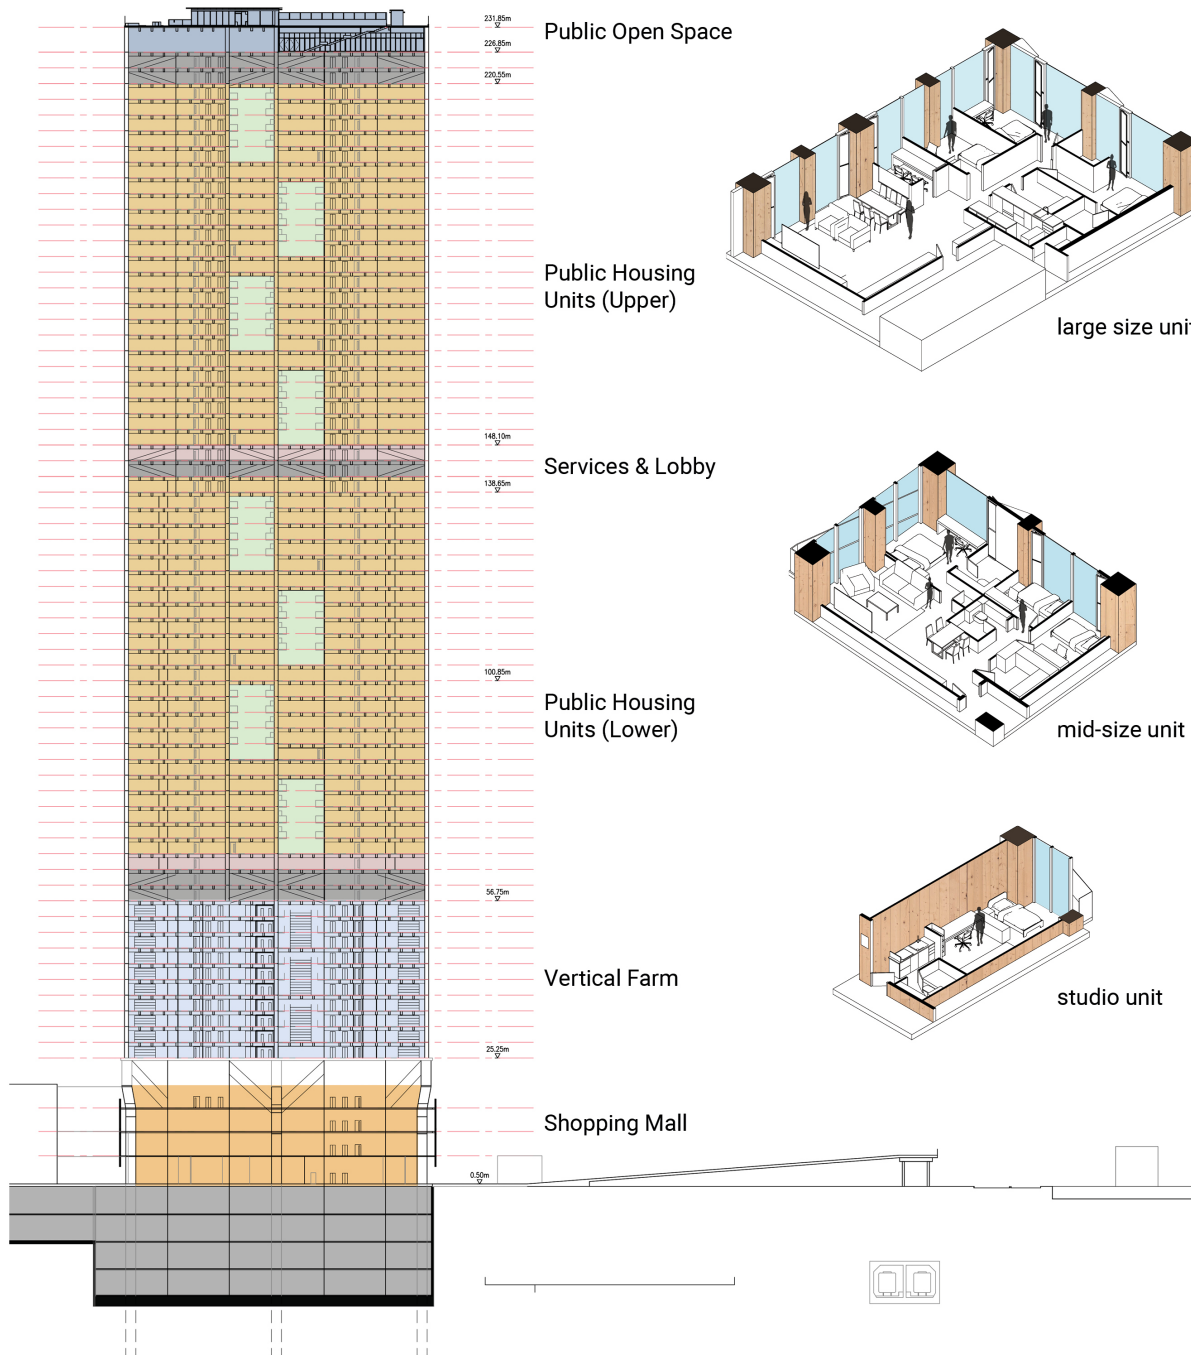 231.85m
Public Open Space
226.85m
220.55m
Public Housing
Units (Upper)
large size unit
148.10m
Services & Lobby
138.65m
100.85m
Public Housing
Units (Lower)
mid-size unit
56.75m
Vertical Farm
studio unit
25.25m
Shopping Mall
0.50m